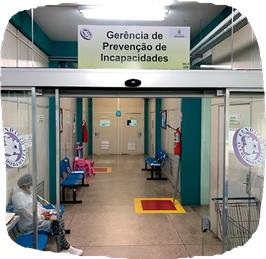 Gerência de
Prevenção de
Incapacidades